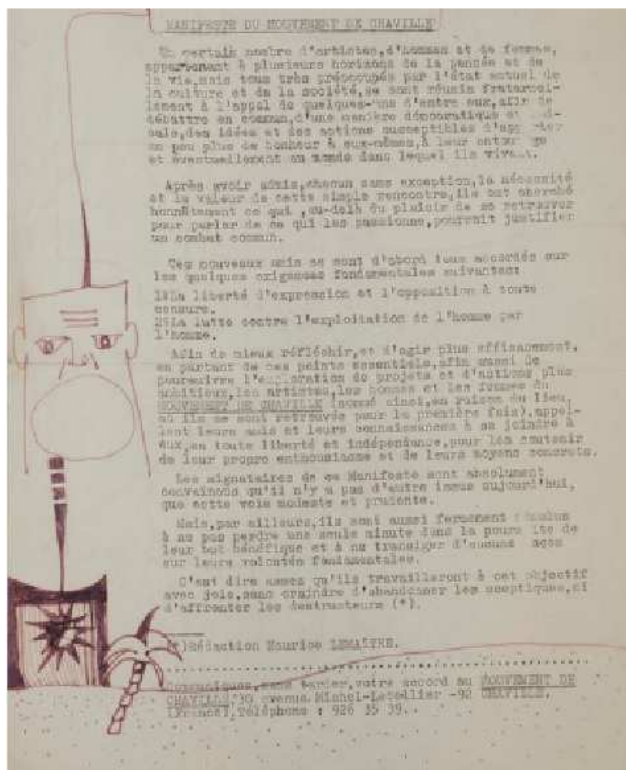 MANIFESTE DU MOUVEMENT DE CHAVILLE
Un certain nombre d'artistes,d'hommes et de femmes,
appartenant à plusieurs horizons de la pensée et de
la vie,mais tous très préoccupés par l'état actuel de
la culture et de la société,se sont réunis fraternel-
lement à l'appel de quelques-uns d'entre eux,afin de
débattre en commun,d'une manière démocratique et
des idées et des actions susceptibles d'apporter
un peu plus de bonheur à eux-mêmes,à leur entourage
et éventuellement au monde dans lequel ils vivent.
Après avoir admis,chacun sans exception,la nécessité
et la valeur de cette simple rencontre,ils ont cherché
honnêtement ce qui ,au-delà du plaisir de se retrouver
pour parler de ce qui les passionne,pouvait justifier
un combat commun.
Ces nouveaux amis se sont d'abord tous accordés sur
les quelques exigences fondamentales suivantes:
1)La liberté d'expression et l'opposition à toute
censure.
2)La lutte contre l'exploitation de l'homme par
l'homme.
Afin de mieux réfléchir,et d'agir plus efficacement,
en partant de ces points essentiels,afin aussi de
poursuivre l'exploration de projets et d'actions plus
ambitieux,les artistes,les hommes et les femmes du
MOUVEMENT DE CHAVILLE (nommé ainsi,en raison du lieu,
où ils se sont retrouvés pour la première fois),appel-
lent leurs amis et leurs connaissances à se joindre à
eux,en toute liberté et indépendance,pour les soutenir
de leur propre enthousiasme et de leurs moyens concrets.
Les signataires de ce Manifeste sont absolument
convaincus qu'il n'y a pas d'autre issue aujourd'hui,
que cette voie modeste et prudente.
Mais,par ailleurs,ils sont aussi fermement résolus
à ne pas perdre une seule minute dans la poursuite de
leur but bénéfique et à ne transiger d'aucune façon
sur leurs volontés fondamentales.
C'est dire assez qu'ils travailleront à cet objectif
avec joie,sans craindre d'abandonner les sceptiques,ni
d'affronter les destructeurs (*).
(*)Rédaction Maurice LEMAITRE.
Communiquez,sans tarder,votre accord au MOUVEMENT DE
CHAVILLE 30 avenue Michel-Letellier -92 CHAVILLE.
(France),Téléphone : 926 35 39.